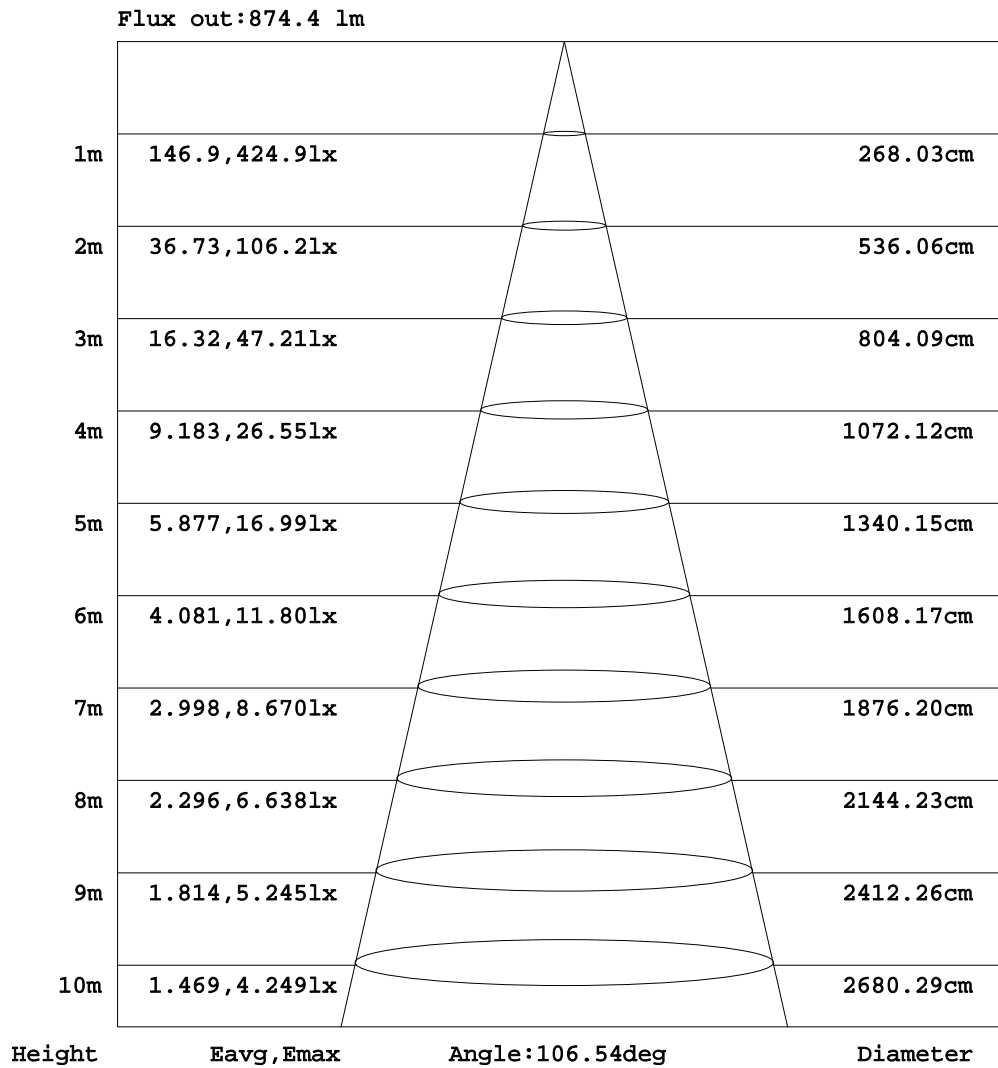 Flux out:874.4 lm
1m 146.9,424.9lx 268.03cm
2m 36.73,106.2lx 536.06cm
3m 16.32,47.21lx 804.09cm
4m 9.183,26.55lx 1072.12cm
5m 5.877,16.99lx 1340.15cm
6m 4.081,11.80lx 1608.17cm
7m 2.998,8.670lx 1876.20cm
8m 2.296,6.638lx 2144.23cm
9m 1.814,5.245lx 2412.26cm
10m 1.469,4.249lx 2680.29cm
Height Eavg,Emax Angle:106.54deg Diameter